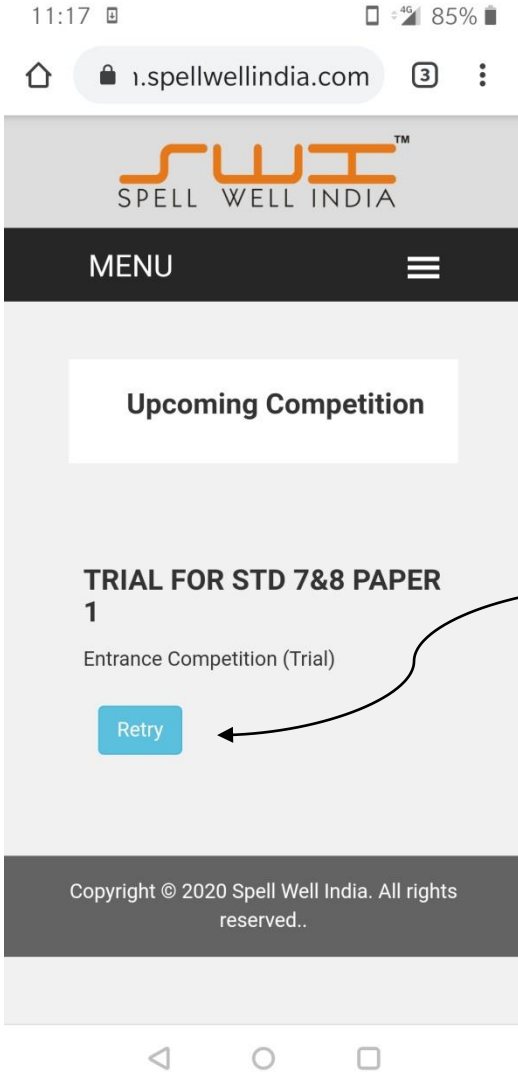 11:17 4G 85%
n.spellwellindia.com 3
SWI TM
SPELL WELL INDIA
MENU
Upcoming Competition
TRIAL FOR STD 7&8 PAPER
1
Entrance Competition (Trial)
Retry
Copyright © 2020 Spell Well India. All rights
reserved..